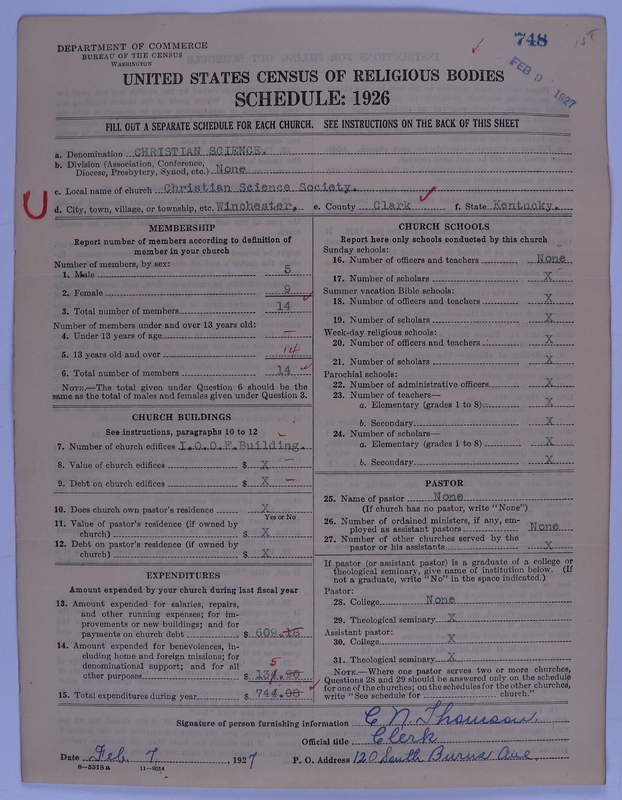 748
1ST
FEB 9 1927
DEPARTMENT OF COMMERCE
BUREAU OF THE CENSUS
WASHINGTON
UNITED STATES CENSUS OF RELIGIOUS BODIES
SCHEDULE: 1926
FILL OUT A SEPARATE SCHEDULE FOR EACH CHURCH. SEE INSTRUCTIONS ON THE BACK OF THIS SHEET
a. Denomination CHRISTIAN SCIENCE.
b. Division (Association, Conference, Diocese, Presbytery, Synod, etc.) None
c. Local name of church Christian Science Society.
d. City, town, village, or township, etc. Winchester. e. County Clark f. State Kentucky.
MEMBERSHIP
Report number of members according to definition of
member in your church
Number of members, by sex:
1. Male 5
2. Female 9
3. Total number of members 14
Number of members under and over 13 years old:
4. Under 13 years of age —
5. 13 years old and over 14
6. Total number of members 14
NOTE.—The total given under Question 6 should be
same as the total of males and females given under Question 3.
CHURCH BUILDINGS
See instructions, paragraphs 10 to 12
7. Number of church edifices I.O.O.F.Building.
8. Value of church edifices $ X —
9. Debt on church edifices $ X —
10. Does church own pastor's residence X
Yes or No
11. Value of pastor's residence (if owned by
church) $ X
12. Debt on pastor's residence (if owned by
church) $ X
EXPENDITURES
Amount expended by your church during last fiscal year
13. Amount expended for salaries, repairs,
and other running expenses; for im-
provements or new buildings; and for
payments on church debt $ 609.18
14. Amount expended for benevolences, in-
cluding home and foreign missions; for
denominational support; and for all
other purposes $ 134.90
5
15. Total expenditures during year $ 744.08
CHURCH SCHOOLS
Report here only schools conducted by this church
Sunday schools:
16. Number of officers and teachers None
17. Number of scholars X
Summer vacation Bible schools:
18. Number of officers and teachers X
19. Number of scholars X
Week-day religious schools:
20. Number of officers and teachers X
21. Number of scholars X
Parochial schools:
22. Number of administrative officers X
23. Number of teachers—
a. Elementary (grades 1 to 8) X
b. Secondary X
24. Number of scholars—
a. Elementary (grades 1 to 8) X
b. Secondary X
PASTOR
25. Name of pastor None
(If church has no pastor, write "None")
26. Number of ordained ministers, if any, em-
ployed as assistant pastors None
27. Number of other churches served by the
pastor or his assistants X
If pastor (or assistant pastor) is a graduate of a college or
theological seminary, give name of institution below. (If
not a graduate, write "No" in the space indicated.)
Pastor:
28. College None
29. Theological seminary X
Assistant pastor:
30. College X
31. Theological seminary X
NOTE.—Where one pastor serves two or more churches,
Questions 28 and 29 should be answered only on the schedule
for one of the churches; on the schedules for the other churches,
write "See schedule for church."
Signature of person furnishing information C. N. Thomson
Official title Clerk
Date Feb. 7, 1927 P. O. Address 120 South Burns Ave.
8—5518a 11—9054